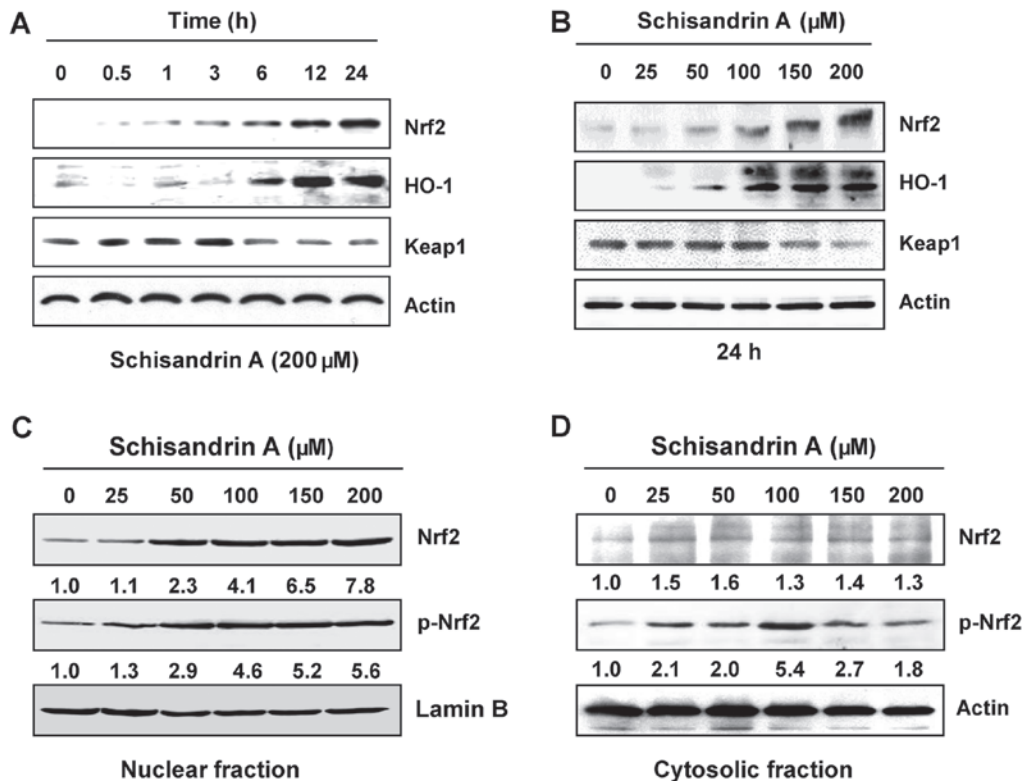 A
Time (h)
0 0.5 1 3 6 12 24
Nrf2
HO-1
Keap1
Actin
Schisandrin A (200 µM)
B
Schisandrin A (µM)
0 25 50 100 150 200
Nrf2
HO-1
Keap1
Actin
24 h
C
Schisandrin A (µM)
0 25 50 100 150 200
Nrf2
1.0 1.1 2.3 4.1 6.5 7.8
p-Nrf2
1.0 1.3 2.9 4.6 5.2 5.6
Lamin B
Nuclear fraction
D
Schisandrin A (µM)
0 25 50 100 150 200
Nrf2
1.0 1.5 1.6 1.3 1.4 1.3
p-Nrf2
1.0 2.1 2.0 5.4 2.7 1.8
Actin
Cytosolic fraction